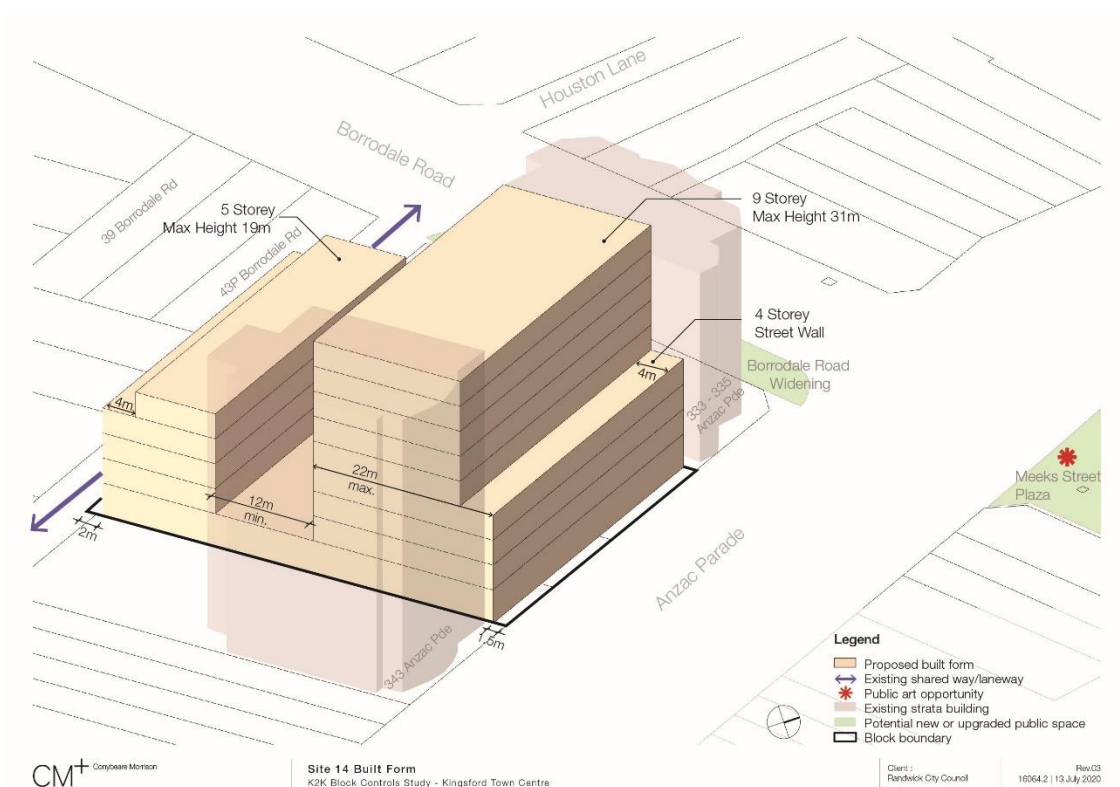 Houston Lane
Borrodale Road
39 Borrodale Rd
5 Storey
Max Height 19m
43P Borrodale Rd
9 Storey
Max Height 31m
4 Storey
Street Wall
4m
4m
Borrodale Road
Widening
333 - 335
Anzac Pde
22m
max.
12m
min.
2m
Meeks Street
Plaza
Anzac Parade
1.5m
343 Anzac Pde
Legend
Proposed built form
Existing shared way/laneway
Public art opportunity
Existing strata building
Potential new or upgraded public space
Block boundary
CM+ Conybeare Morrison
Site 14 Built Form
K2K Block Controls Study - Kingsford Town Centre
Client :
Randwick City Council
Rev.03
16064.2 | 13 July 2020